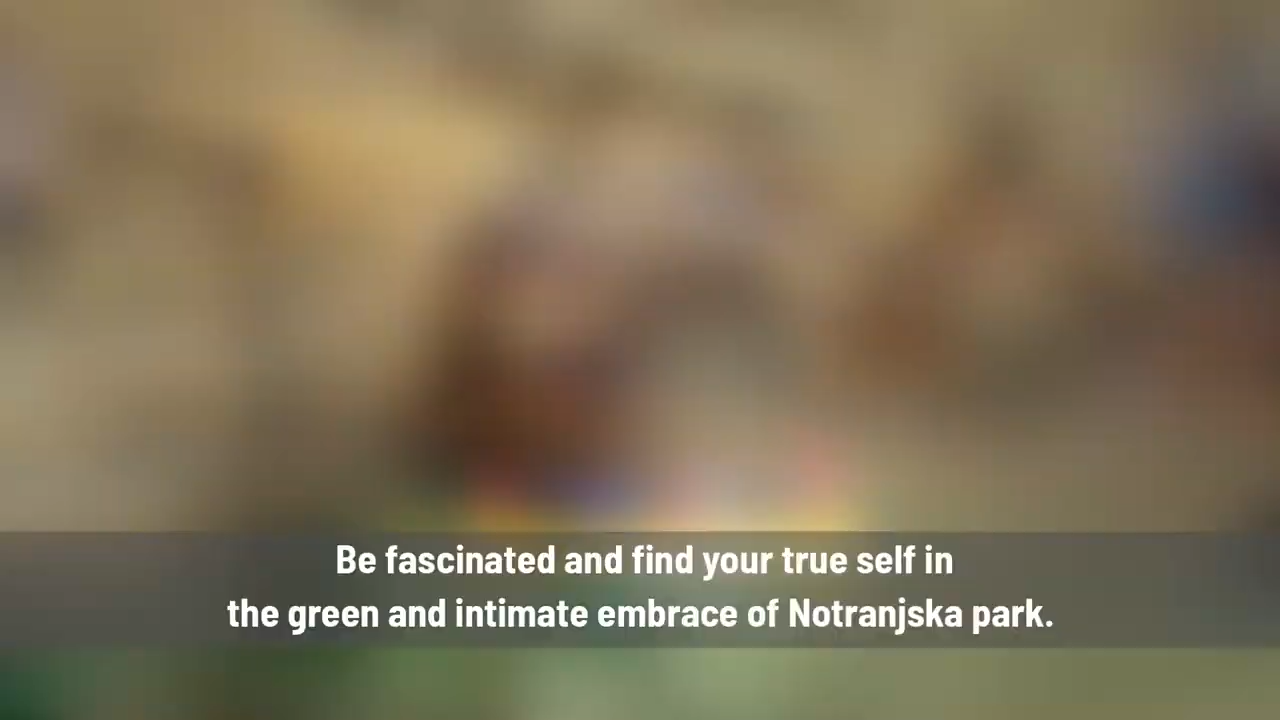 Be fascinated and find your true self in
the green and intimate embrace of Notranjska park.